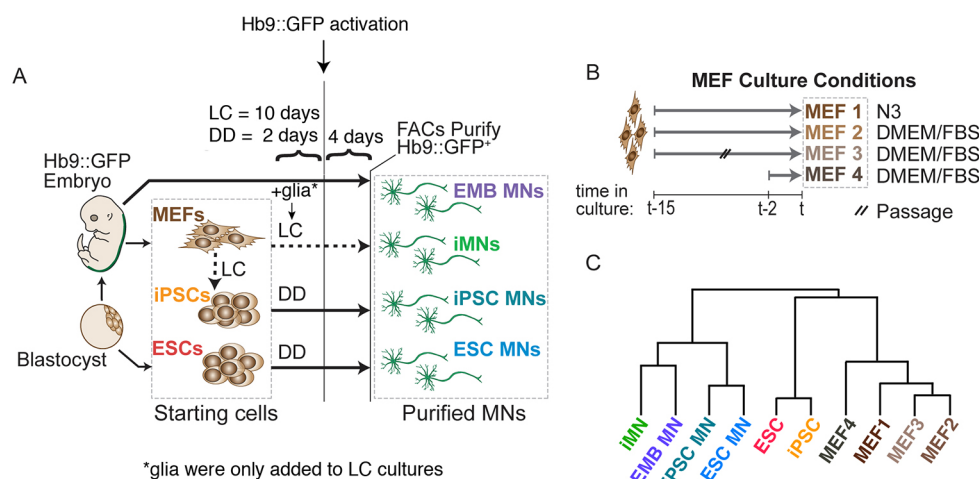 Hb9::GFP activation
A
LC = 10 days
DD = 2 days
4 days
FACs Purify
Hb9::GFP+
Hb9::GFP
Embryo
+glia*
EMB MNs
MEFs
LC
iMNs
LC
iPSCs
DD
iPSC MNs
ESCs
DD
ESC MNs
Blastocyst
Starting cells
Purified MNs
*glia were only added to LC cultures
B
MEF Culture Conditions
MEF 1 N3
MEF 2 DMEM/FBS
MEF 3 DMEM/FBS
MEF 4 DMEM/FBS
time in
culture:
t-15 t-2 t
// Passage
C
iMN
EMB MN
iPSC MN
ESC MN
ESC
iPSC
MEF4
MEF1
MEF3
MEF2